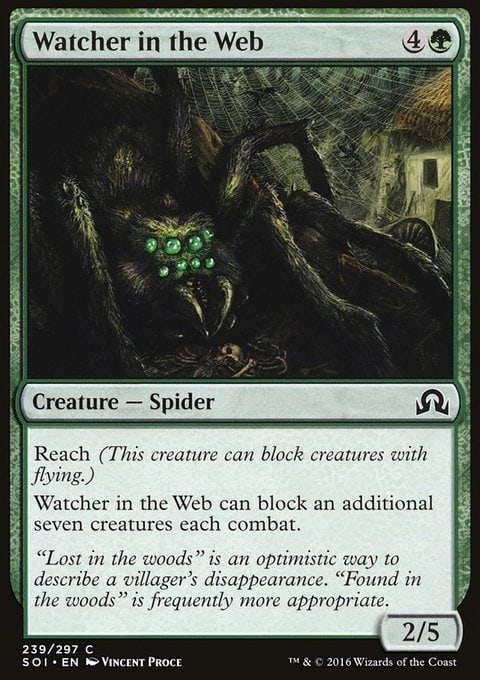 Watcher in the Web 4
Creature — Spider
Reach (This creature can block creatures with
flying.)
Watcher in the Web can block an additional
seven creatures each combat.
“Lost in the woods” is an optimistic way to
describe a villager’s disappearance. “Found in
the woods” is frequently more appropriate.
2/5
239/297 C
SOI • EN Vincent Proce
™ & © 2016 Wizards of the Coast